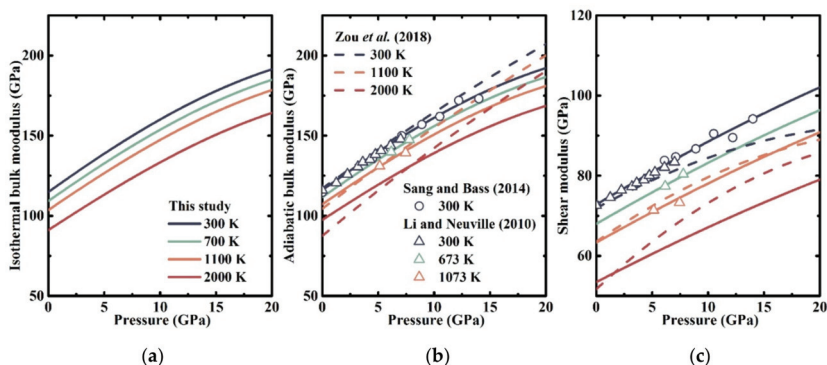 Isothermal bulk moodulus (GPa)
200
150
100
50
This study
300 K
700 K
1100 K
2000 K
0
5
10
15
20
Pressure (GPa)
(a)
Adiabatic bulk modulus (GPa)
200
150
100
50
Zou et al. (2018)
300 K
1100 K
2000 K
Sang and Bass (2014)
300 K
Li and Neuville (2010)
300 K
673 K
1073 K
0
5
10
15
20
Pressure (GPa)
(b)
Shear modulus (GPa)
120
100
80
60
0
5
10
15
20
Pressure (GPa)
(c)